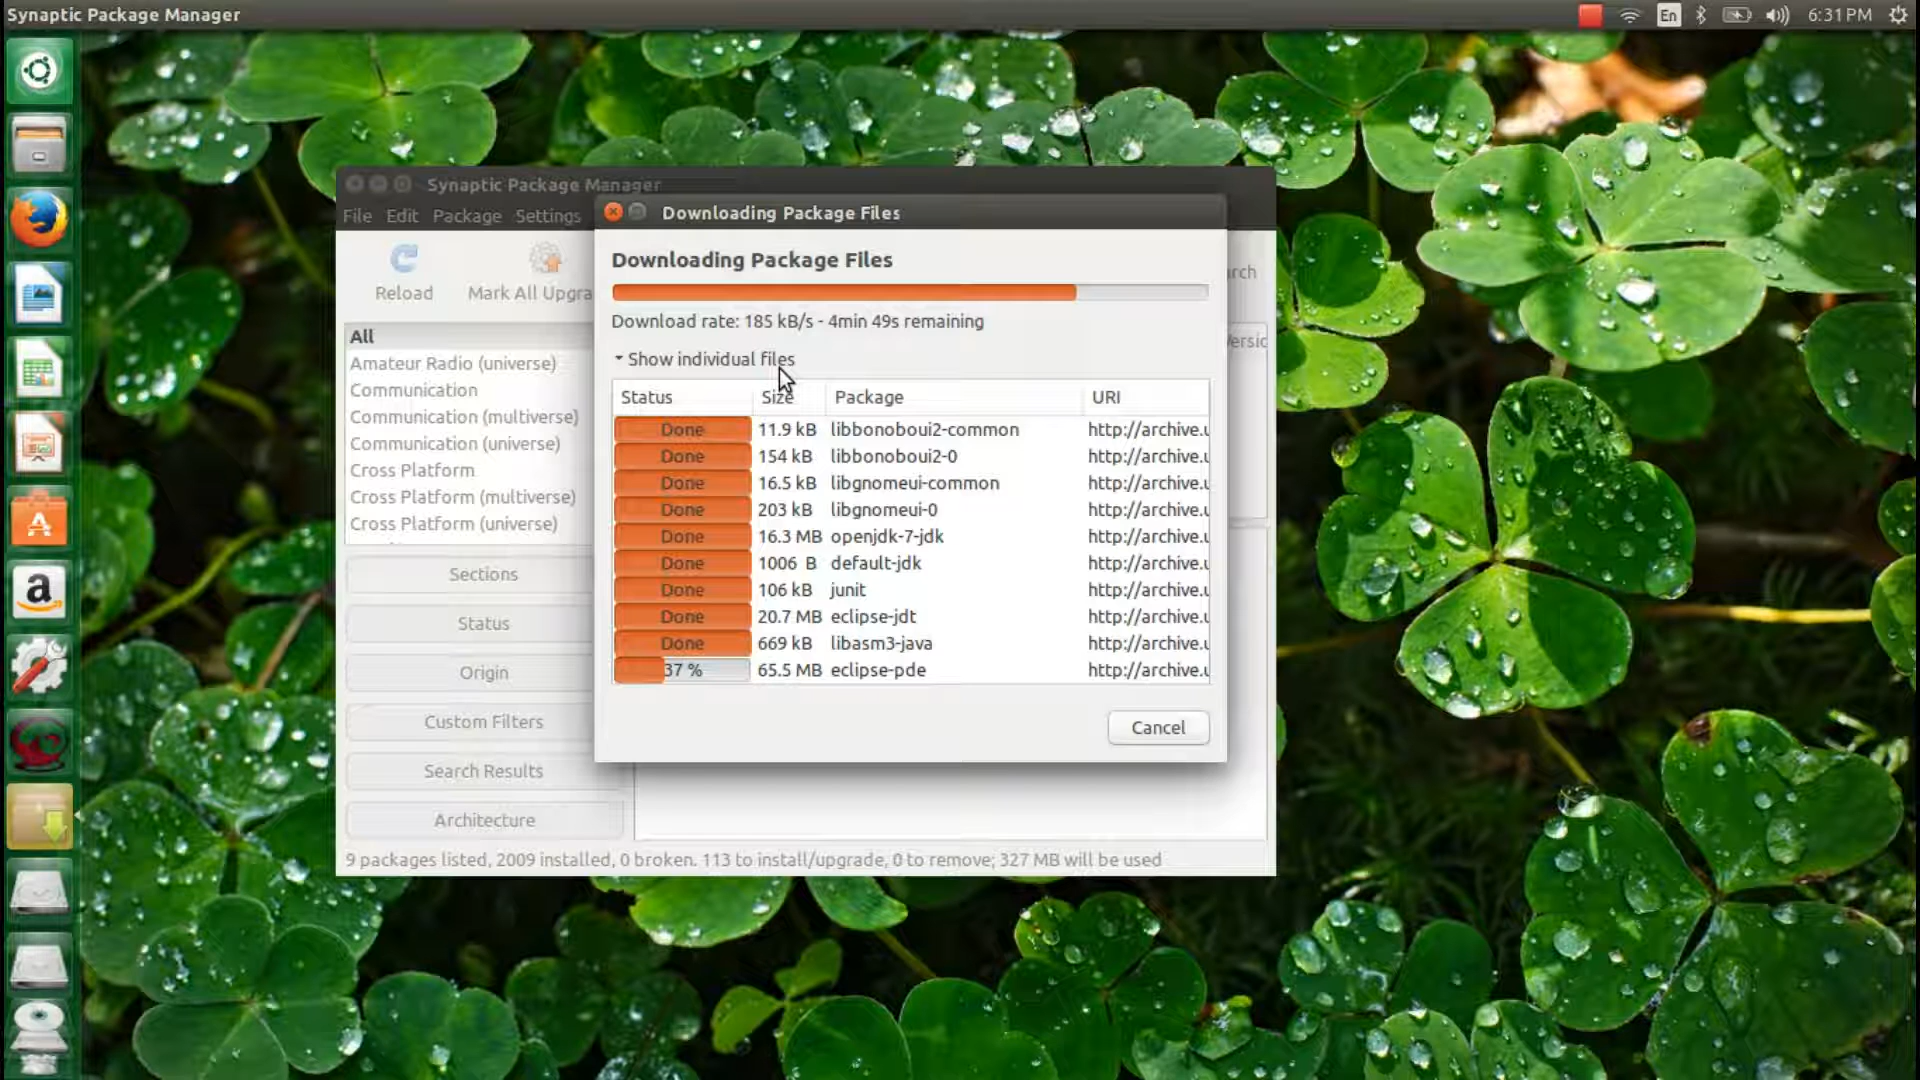 Synaptic Package Manager
En
6:31 PM
Synaptic Package Manager
File Edit Package Settings
Downloading Package Files
Reload
Mark All Upgra
Downloading Package Files
Download rate: 185 kB/s - 4min 49s remaining
Show individual files
Status Size Package URI
Done 11.9 kB libbonoboui2-common http://archive.u
Done 154 kB libbonoboui2-0 http://archive.u
Done 16.5 kB libgnomeui-common http://archive.u
Done 203 kB libgnomeui-0 http://archive.u
Done 16.3 MB openjdk-7-jdk http://archive.u
Done 1006 B default-jdk http://archive.u
Done 106 kB junit http://archive.u
Done 20.7 MB eclipse-jdt http://archive.u
Done 669 kB libasm3-java http://archive.u
37 % 65.5 MB eclipse-pde http://archive.u
Cancel
All
Amateur Radio (universe)
Communication
Communication (multiverse)
Communication (universe)
Cross Platform
Cross Platform (multiverse)
Cross Platform (universe)
Sections
Status
Origin
Custom Filters
Search Results
Architecture
9 packages listed, 2009 installed, 0 broken. 113 to install/upgrade, 0 to remove; 327 MB will be used